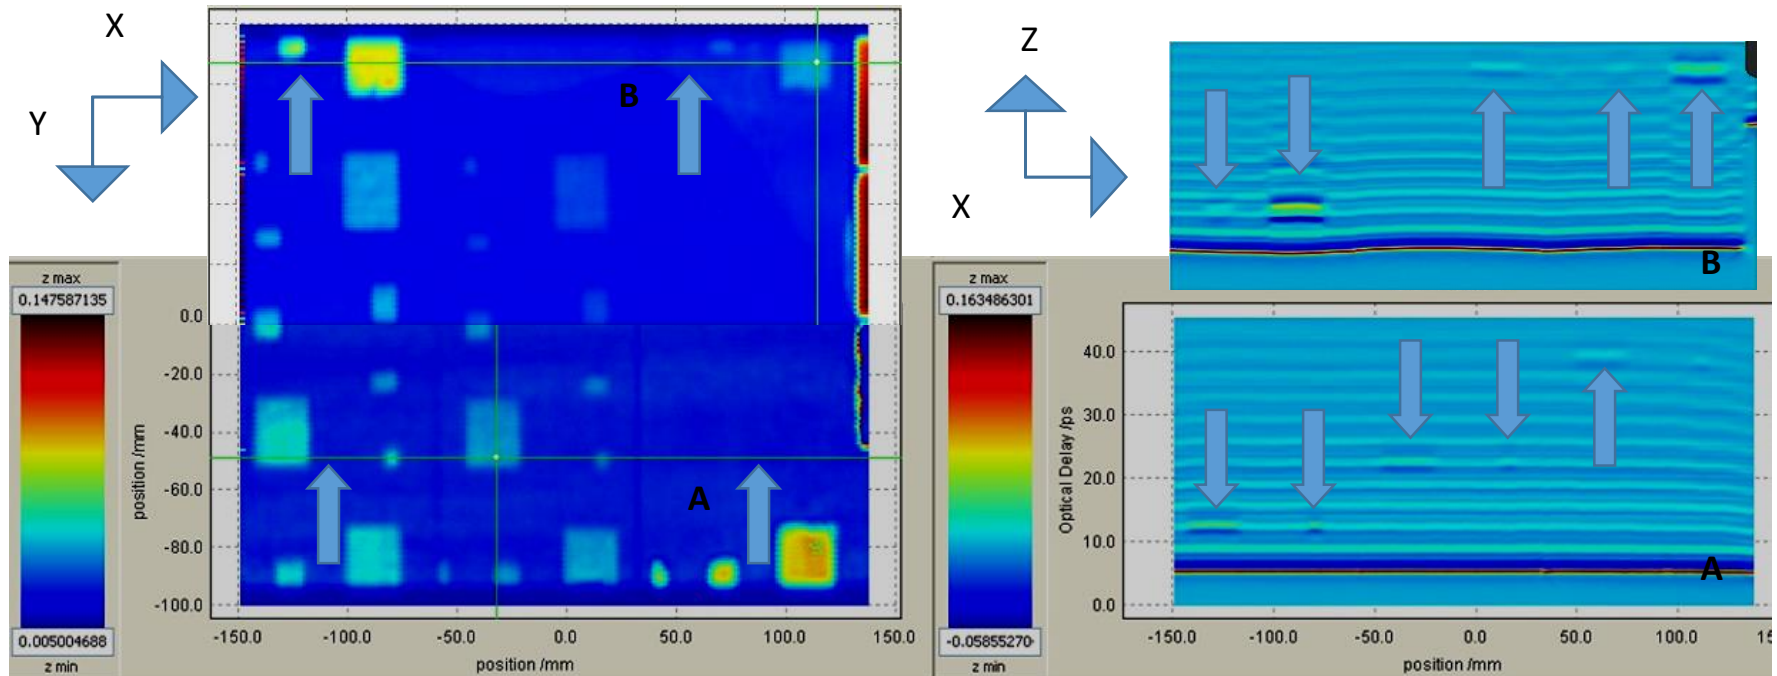 X
Y
B
z max
0.147587135
0.005004688
z min
position /mm
0.0
-20.0
-40.0
-60.0
-80.0
-100.0
A
-150.0 -100.0 -50.0 0.0 50.0 100.0 150.0
position /mm
Z
X
B
z max
0.163486301
-0.05855270
z min
Optical Delay /ps
40.0
30.0
20.0
10.0
0.0
A
-150.0 -100.0 -50.0 0.0 50.0 100.0 15
position /mm